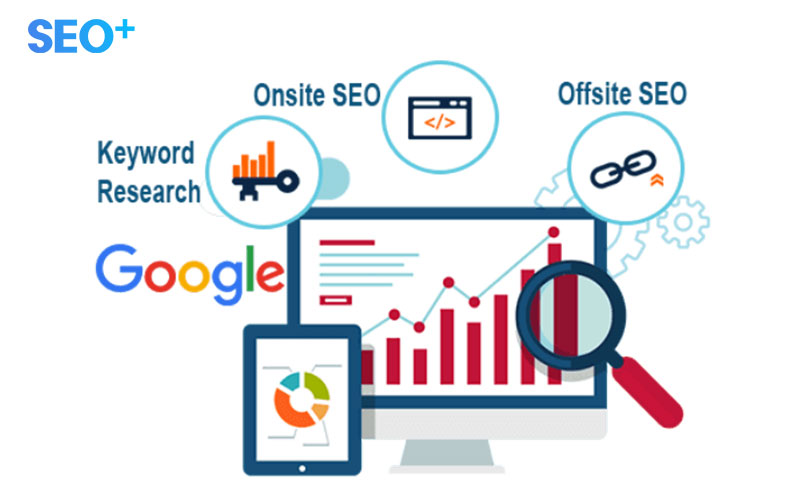 SEO+
Onsite SEO
Offsite SEO
Keyword
Research
</>
Google